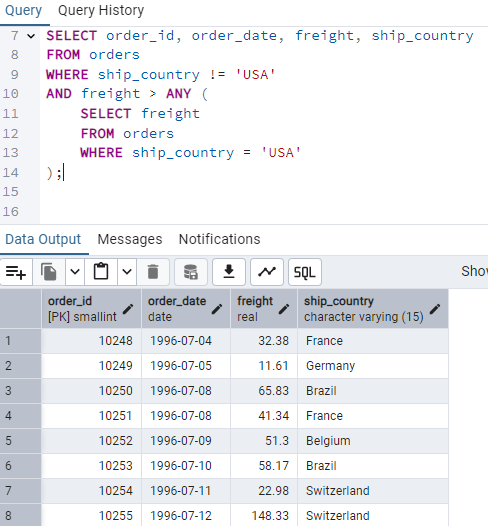 Query Query History
7 SELECT order_id, order_date, freight, ship_country
8 FROM orders
9 WHERE ship_country != 'USA'
10 AND freight > ANY (
11 SELECT freight
12 FROM orders
13 WHERE ship_country = 'USA'
14 );
15
16
Data Output Messages Notifications
SQL
order_id order_date freight ship_country
[PK] smallint date real character varying (15)
1 10248 1996-07-04 32.38 France
2 10249 1996-07-05 11.61 Germany
3 10250 1996-07-08 65.83 Brazil
4 10251 1996-07-08 41.34 France
5 10252 1996-07-09 51.3 Belgium
6 10253 1996-07-10 58.17 Brazil
7 10254 1996-07-11 22.98 Switzerland
8 10255 1996-07-12 148.33 Switzerland